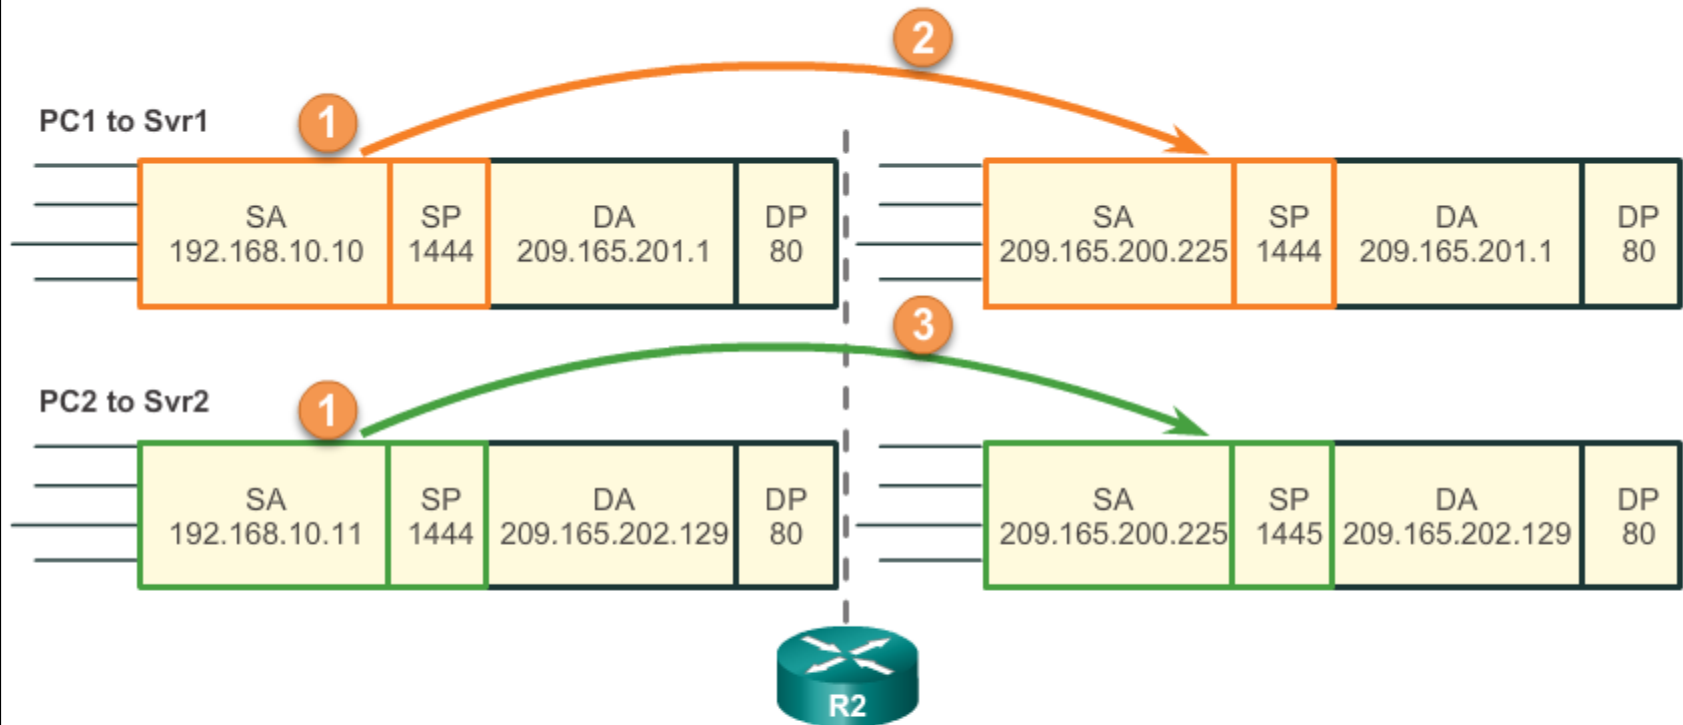 2
PC1 to Svr1
1
SA SP DA DP SA SP DA DP
192.168.10.10 1444 209.165.201.1 80 209.165.200.225 1444 209.165.201.1 80
3
PC2 to Svr2
1
SA SP DA DP SA SP DA DP
192.168.10.11 1444 209.165.202.129 80 209.165.200.225 1445 209.165.202.129 80
R2